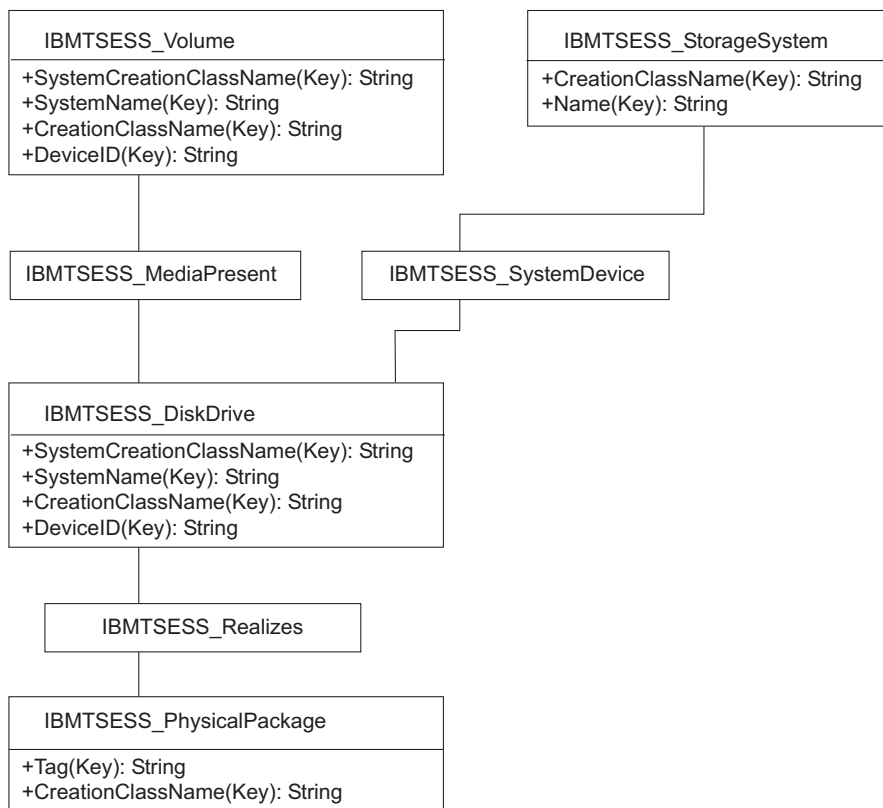 IBMTSESS_Volume
+SystemCreationClassName(Key): String
+SystemName(Key): String
+CreationClassName(Key): String
+DeviceID(Key): String
IBMTSESS_StorageSystem
+CreationClassName(Key): String
+Name(Key): String
IBMTSESS_MediaPresent
IBMTSESS_SystemDevice
IBMTSESS_DiskDrive
+SystemCreationClassName(Key): String
+SystemName(Key): String
+CreationClassName(Key): String
+DeviceID(Key): String
IBMTSESS_Realizes
IBMTSESS_PhysicalPackage
+Tag(Key): String
+CreationClassName(Key): String